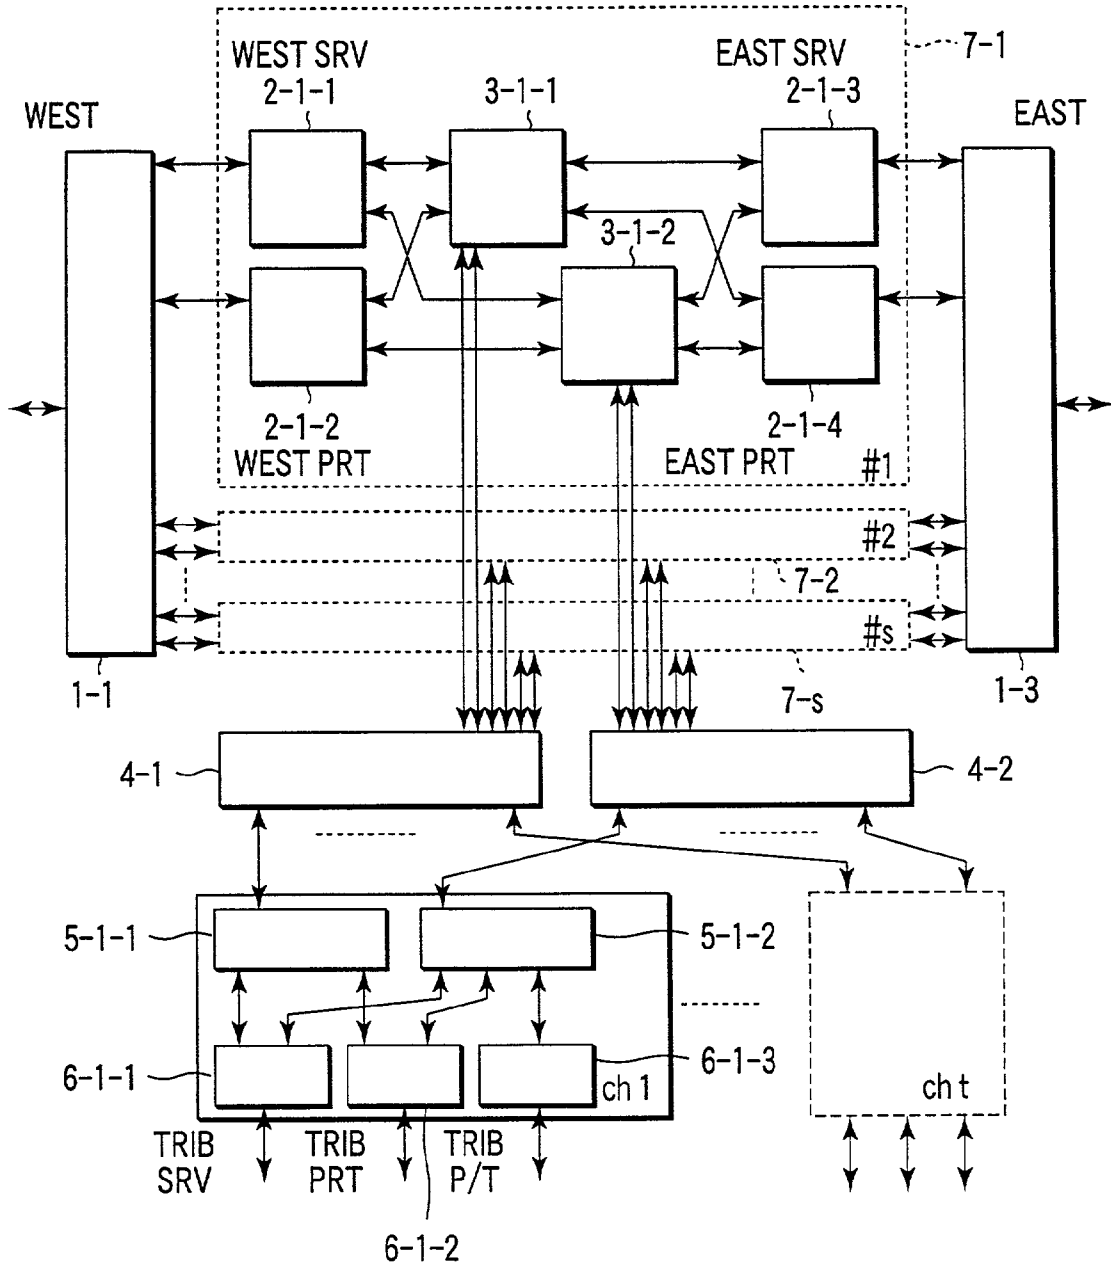 7-1
WEST SRV
EAST SRV
2-1-1
3-1-1
2-1-3
WEST
EAST
3-1-2
2-1-2
2-1-4
WEST PRT
EAST PRT
#1
#2
7-2
#s
1-1
7-s
1-3
4-1
4-2
5-1-1
5-1-2
6-1-1
6-1-3
ch 1
ch t
TRIB SRV
TRIB PRT
TRIB P/T
6-1-2